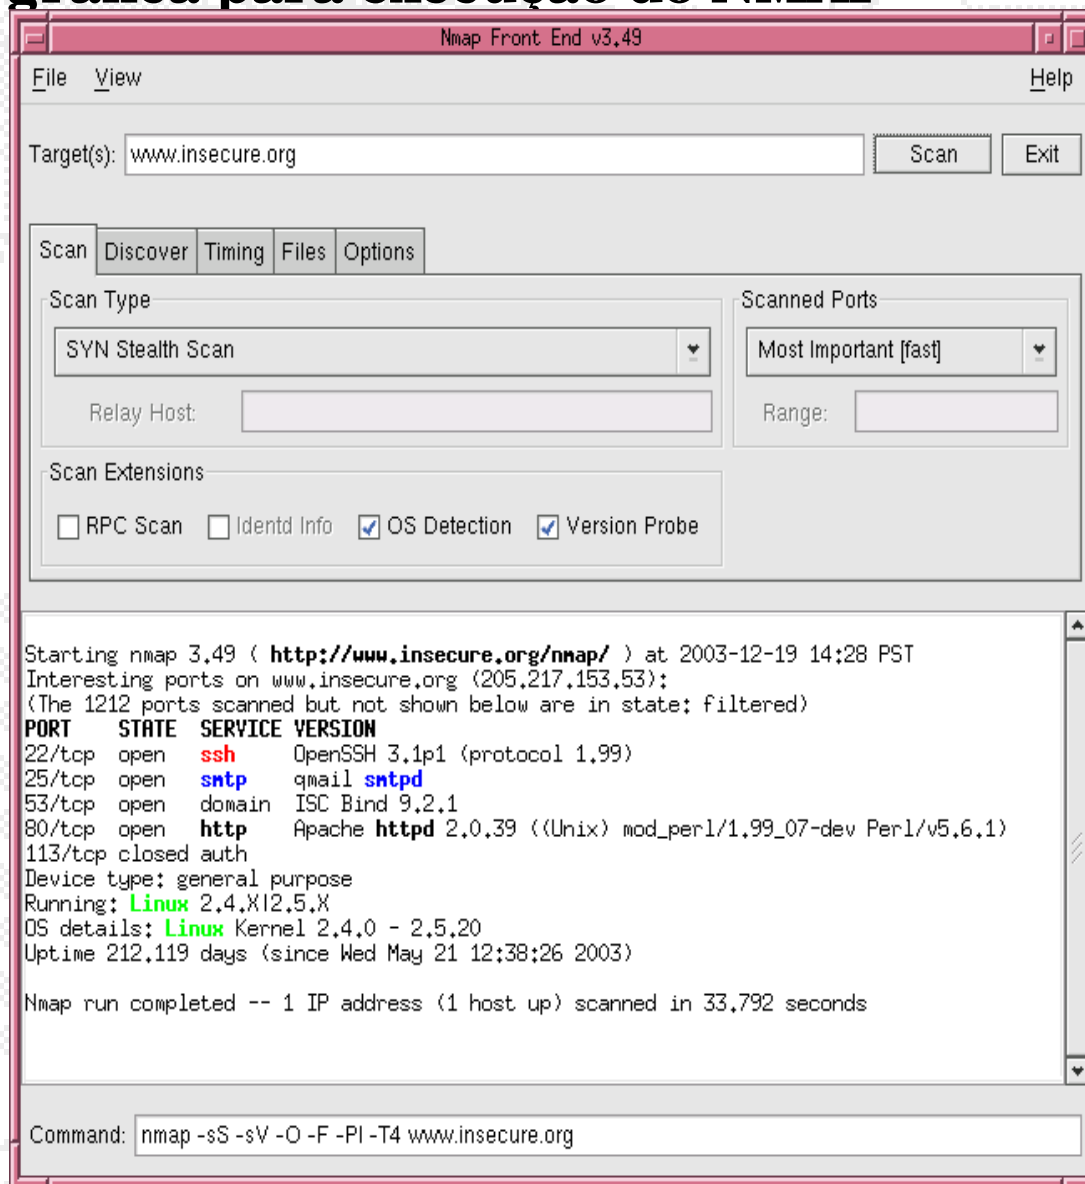 gráfica para execução do NMAP
Nmap Front End v3.49
File View Help
Target(s): www.insecure.org Scan Exit
Scan Discover Timing Files Options
Scan Type Scanned Ports
SYN Stealth Scan Most Important [fast]
Relay Host: Range:
Scan Extensions
RPC Scan Identd Info OS Detection Version Probe
Starting nmap 3.49 ( http://www.insecure.org/nmap/ ) at 2003-12-19 14:28 PST
Interesting ports on www.insecure.org (205.217.153.53):
(The 1212 ports scanned but not shown below are in state: filtered)
PORT STATE SERVICE VERSION
22/tcp open ssh OpenSSH 3.1p1 (protocol 1.99)
25/tcp open smtp qmail smtpd
53/tcp open domain ISC Bind 9.2.1
80/tcp open http Apache httpd 2.0.39 ((Unix) mod_perl/1.99_07-dev Perl/v5.6.1)
113/tcp closed auth
Device type: general purpose
Running: Linux 2.4.X|2.5.X
OS details: Linux Kernel 2.4.0 - 2.5.20
Uptime 212.119 days (since Wed May 21 12:38:26 2003)
Nmap run completed -- 1 IP address (1 host up) scanned in 33.792 seconds
Command: nmap -sS -sV -O -F -PI -T4 www.insecure.org